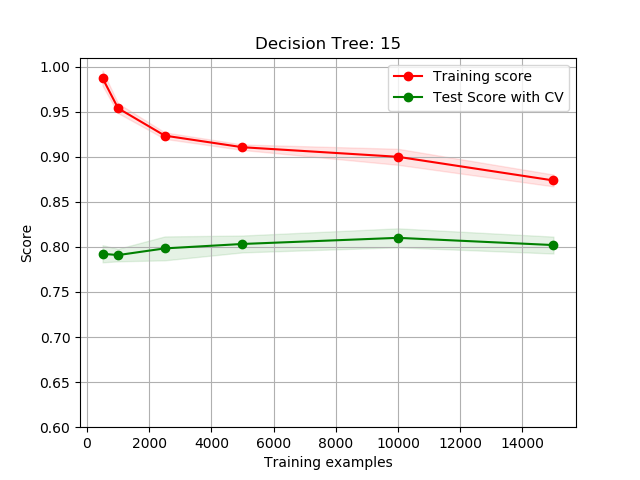 Decision Tree: 15
1.00
0.95
0.90
0.85
0.80
0.75
0.70
0.65
0.60
Score
Training score
Test Score with CV
0 2000 4000 6000 8000 10000 12000 14000
Training examples